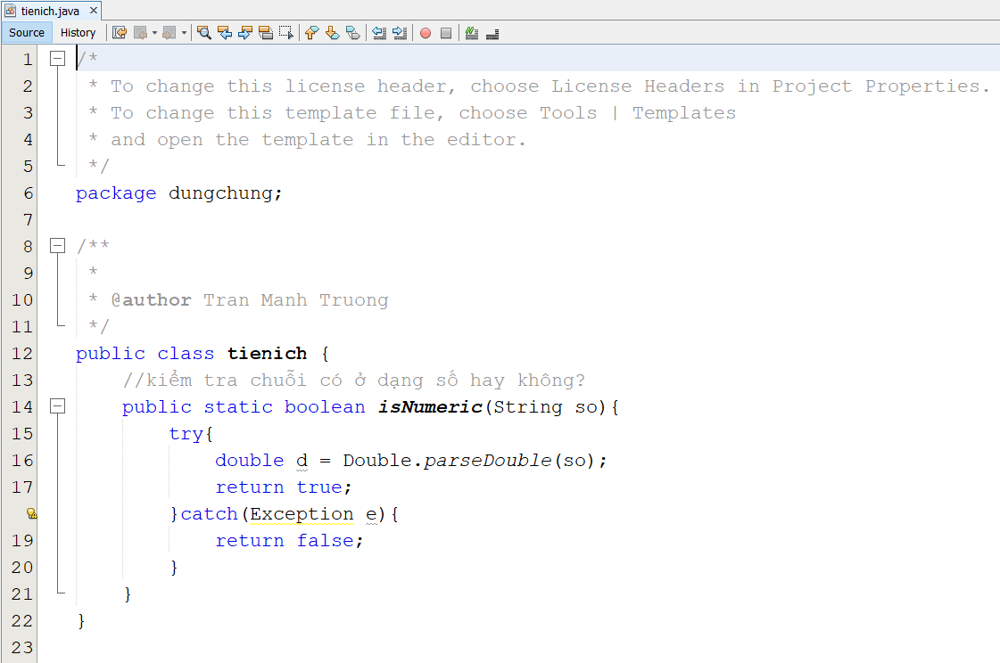 tienich.java
Source History
1 /*
2 * To change this license header, choose License Headers in Project Properties.
3 * To change this template file, choose Tools | Templates
4 * and open the template in the editor.
5 */
6 package dungchung;
7
8 /**
9 *
10 * @author Tran Manh Truong
11 */
12 public class tienich {
13 //kiểm tra chuỗi có ở dạng số hay không?
14 public static boolean isNumeric(String so){
15 try{
16 double d = Double.parseDouble(so);
17 return true;
}catch(Exception e){
19 return false;
20 }
21 }
22 }
23